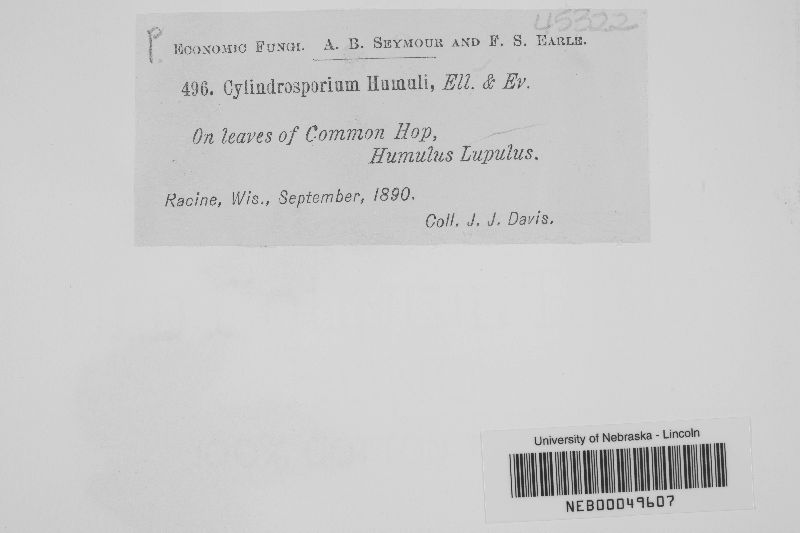 45322
P. ECONOMIC FUNGI. A. B. SEYMOUR AND F. S. EARLE.
496. Cylindrosporium Humuli, Ell. & Ev.
On leaves of Common Hop,
Humulus Lupulus.
Racine, Wis., September, 1890.
Coll. J. J. Davis.
University of Nebraska - Lincoln
NEB00049607